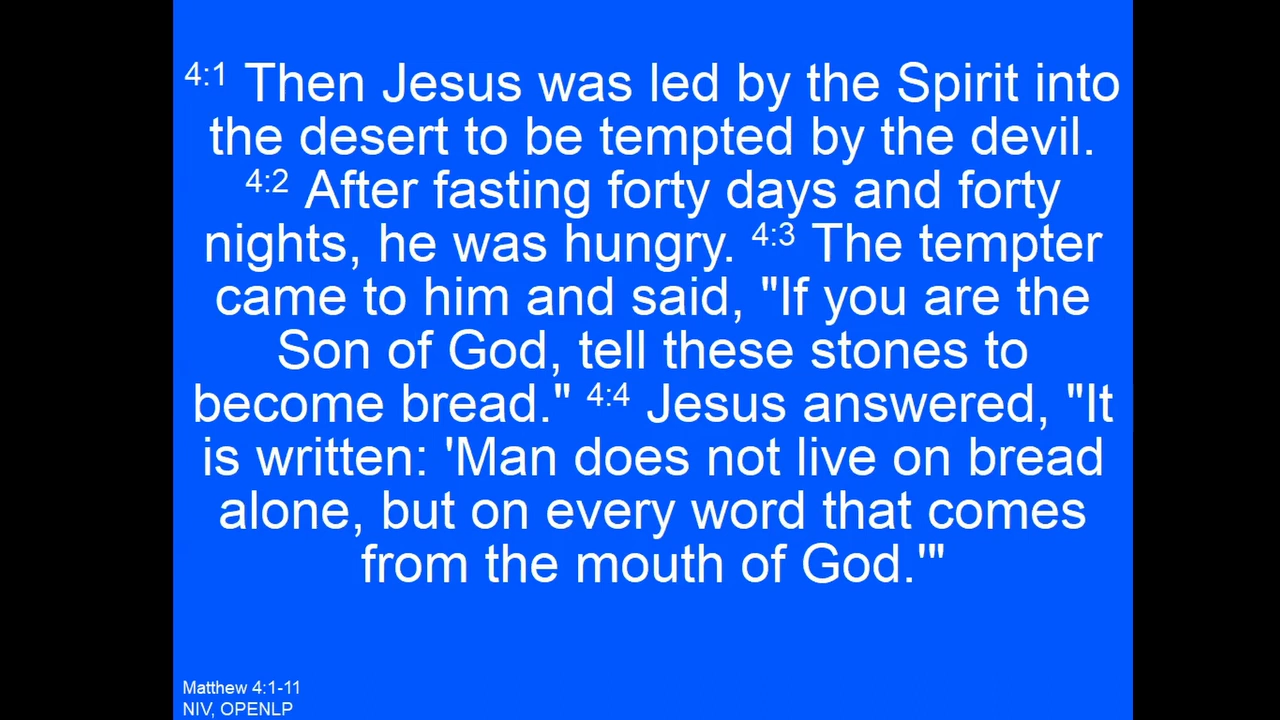 4:1 Then Jesus was led by the Spirit into
the desert to be tempted by the devil.
4:2 After fasting forty days and forty
nights, he was hungry. 4:3 The tempter
came to him and said, "If you are the
Son of God, tell these stones to
become bread." 4:4 Jesus answered, "It
is written: 'Man does not live on bread
alone, but on every word that comes
from the mouth of God.'"
Matthew 4:1-11
NIV, OPENLP